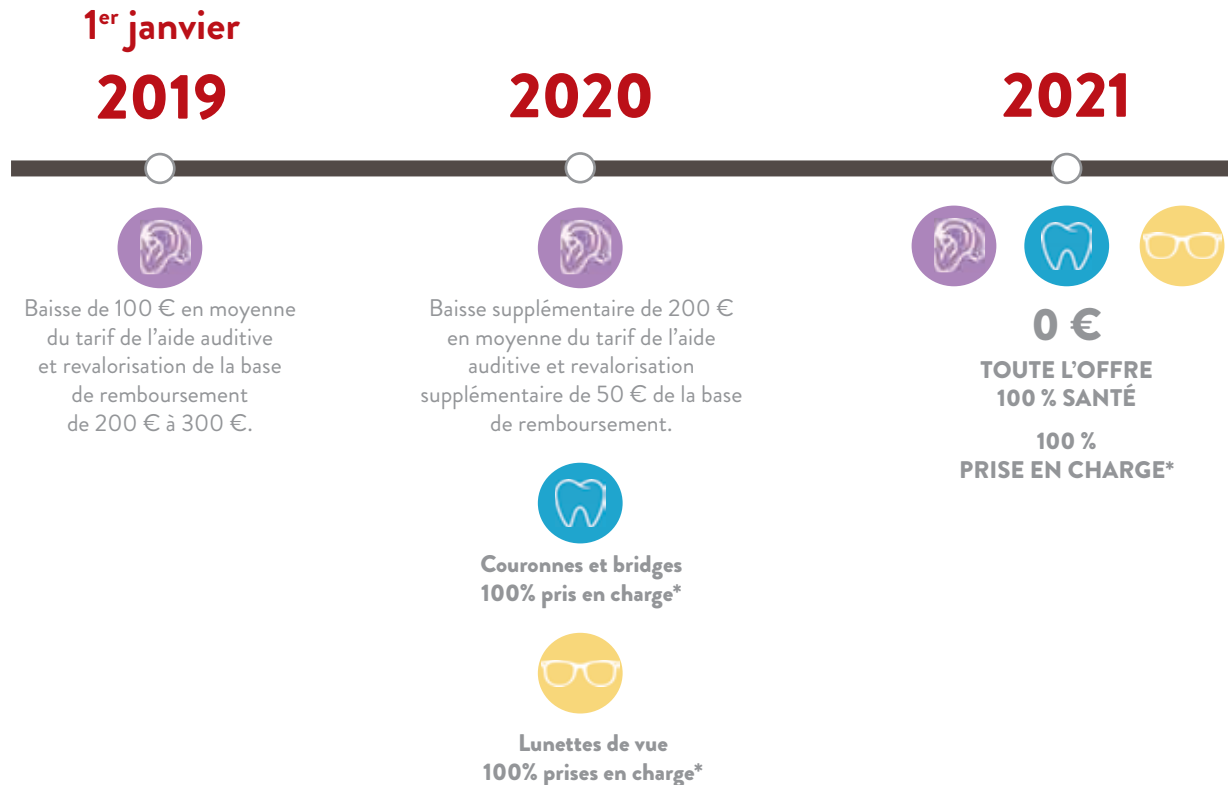 1er janvier
2019
2020
2021
Baisse de 100 € en moyenne
du tarif de l’aide auditive
et revalorisation de la base
de remboursement
de 200 € à 300 €.
Baisse supplémentaire de 200 €
en moyenne du tarif de l’aide
auditive et revalorisation
supplémentaire de 50 € de la base
de remboursement.
Couronnes et bridges
100% pris en charge*
Lunettes de vue
100% prises en charge*
0 €
TOUTE L’OFFRE
100 % SANTÉ
100 %
PRISE EN CHARGE*